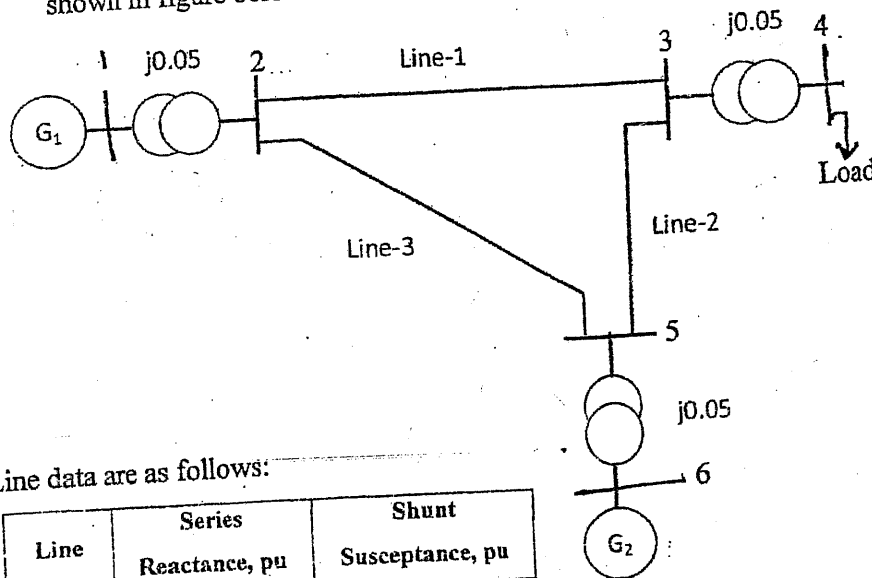 shown in figure
1
j0.05
2
Line-1
3
j0.05
4
G1
Load
Line-3
Line-2
5
j0.05
6
G2
Line data are as follows:
Line
Series
Reactance, pu
Shunt
Susceptance, pu